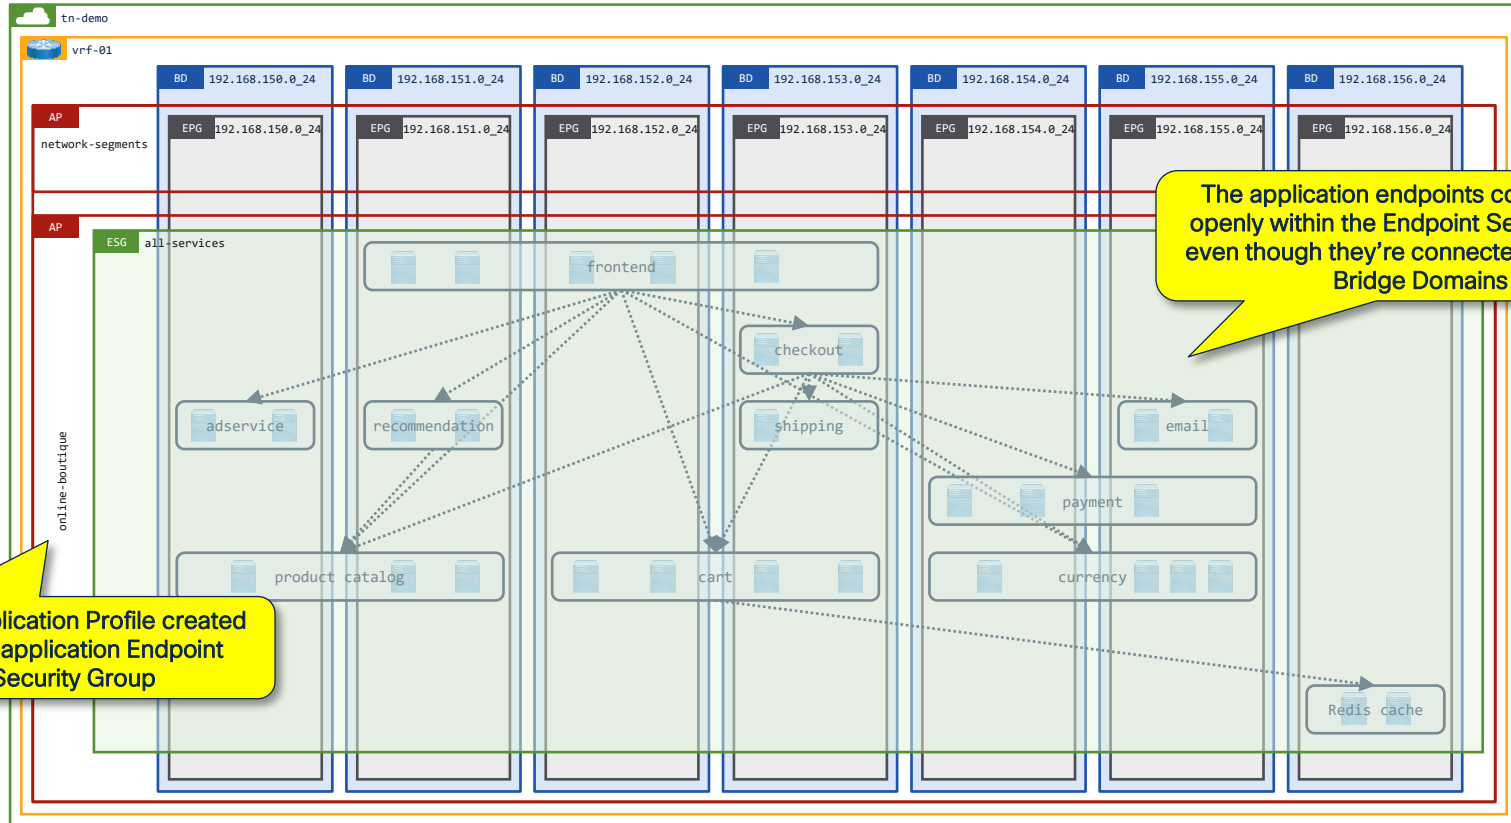 tn-demo
vrf-01
BD 192.168.150.0_24
BD 192.168.151.0_24
BD 192.168.152.0_24
BD 192.168.153.0_24
BD 192.168.154.0_24
BD 192.168.155.0_24
BD 192.168.156.0_24
AP
network-segments
EPG 192.168.150.0_24
EPG 192.168.151.0_24
EPG 192.168.152.0_24
EPG 192.168.153.0_24
EPG 192.168.154.0_24
EPG 192.168.155.0_24
EPG 192.168.156.0_24
The application endpoints co
openly within the Endpoint Se
even though they’re connecte
Bridge Domains
AP
online-boutique
ESG all-services
frontend
checkout
adservice
recommendation
shipping
email
payment
product catalog
cart
currency
Redis cache
lication Profile created
application Endpoint
Security Group